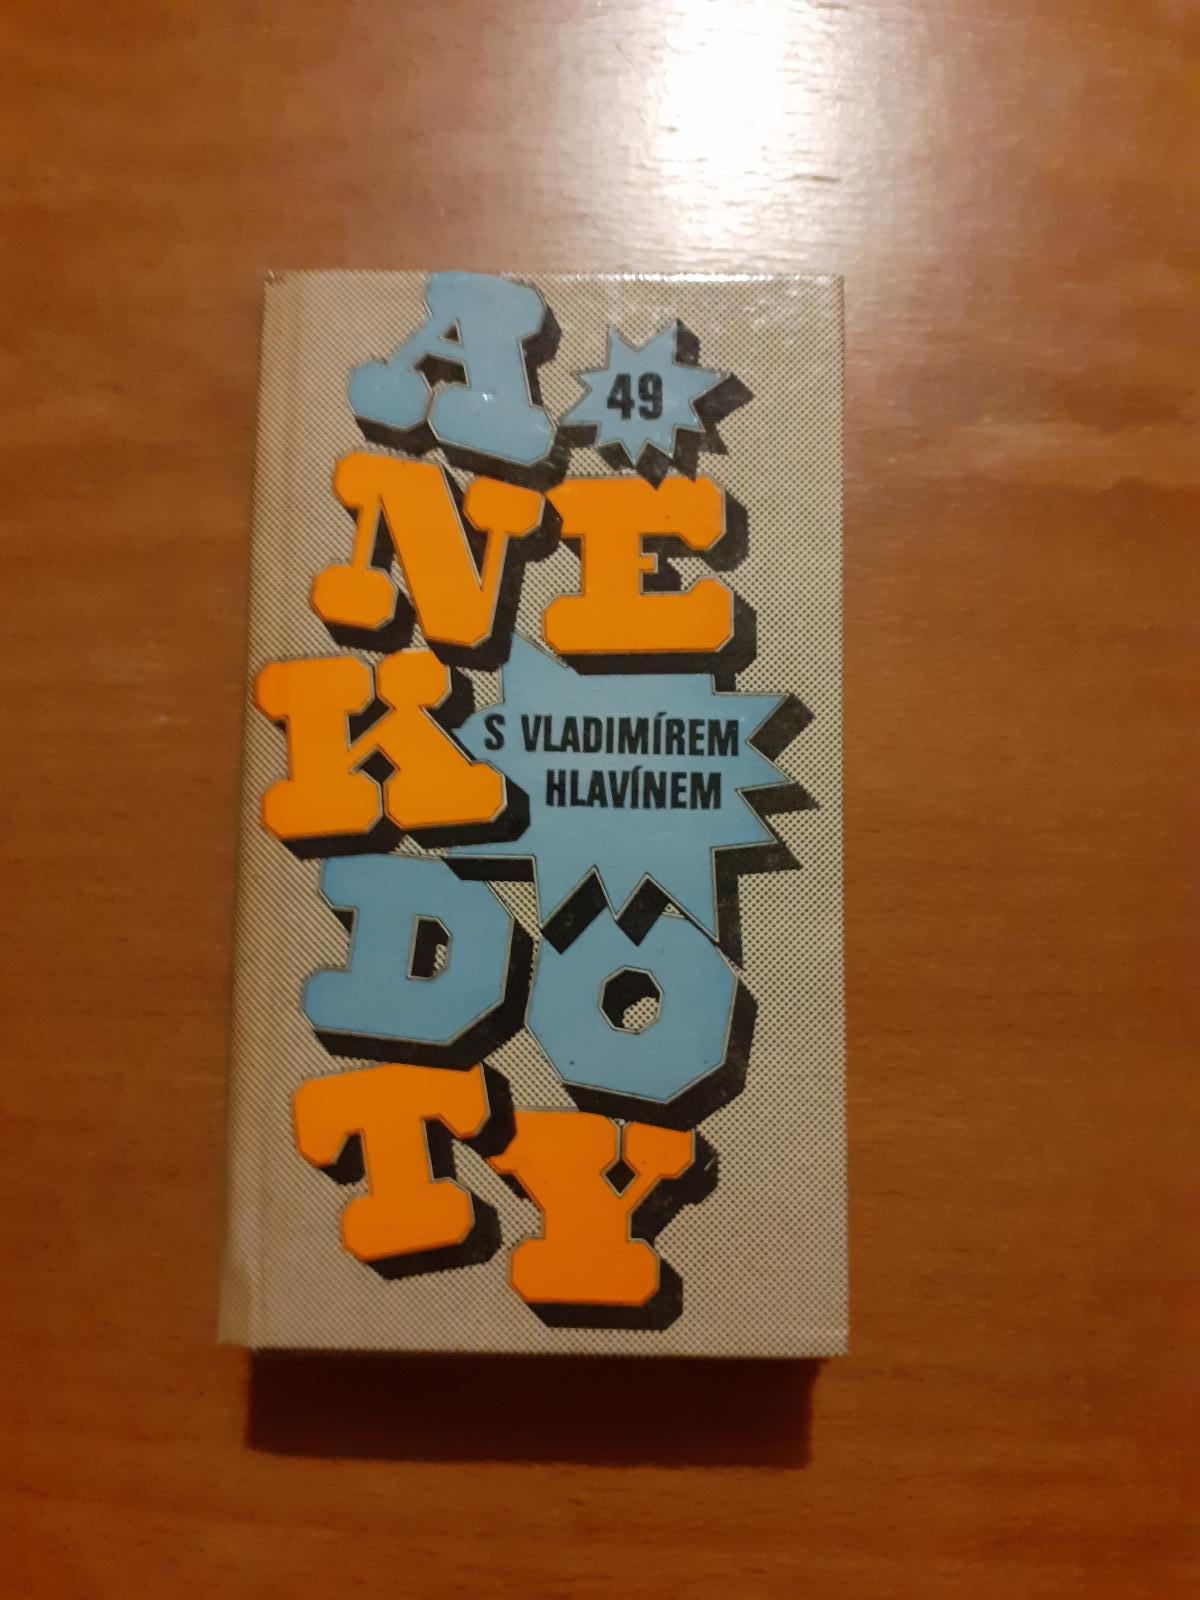 A
49
NE
K
S VLADIMÍREM
HLAVÍNEM
DO
TY